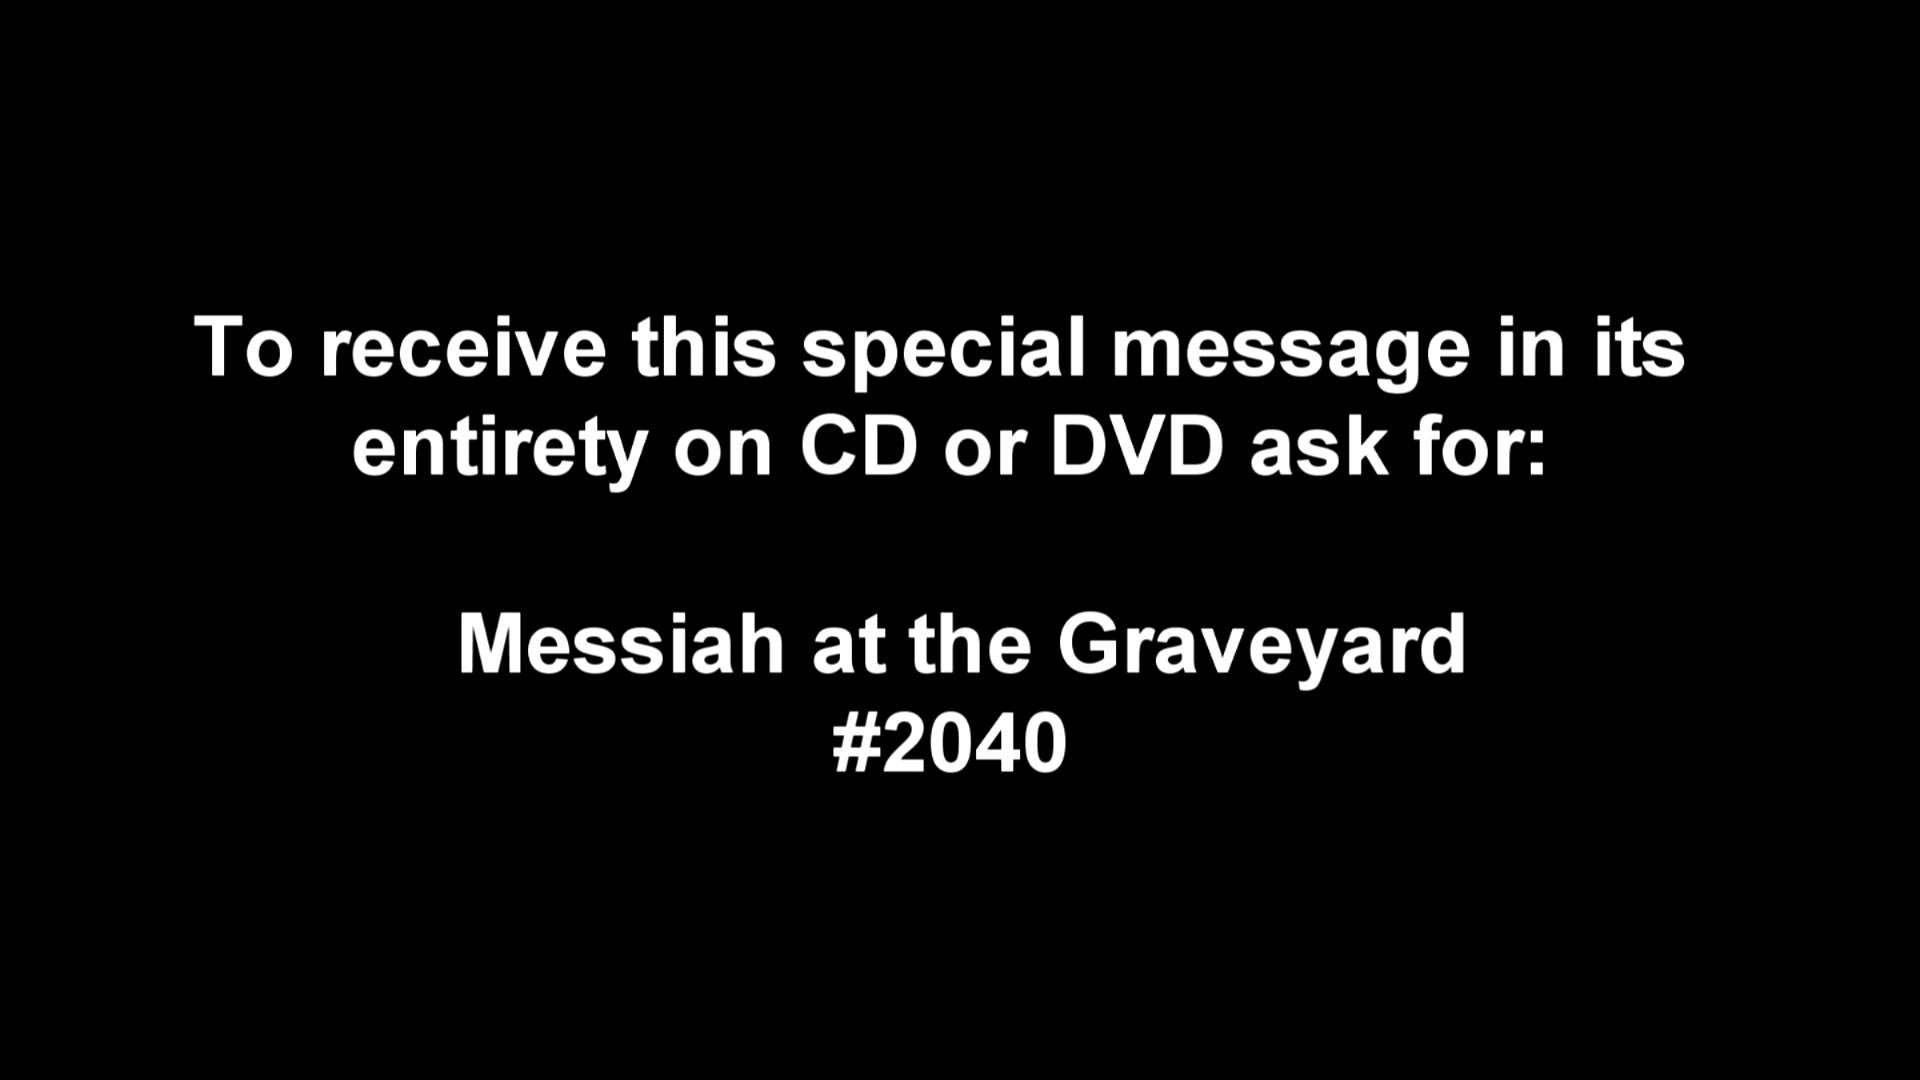 To receive this special message in its
entirety on CD or DVD ask for:
Messiah at the Graveyard
#2040